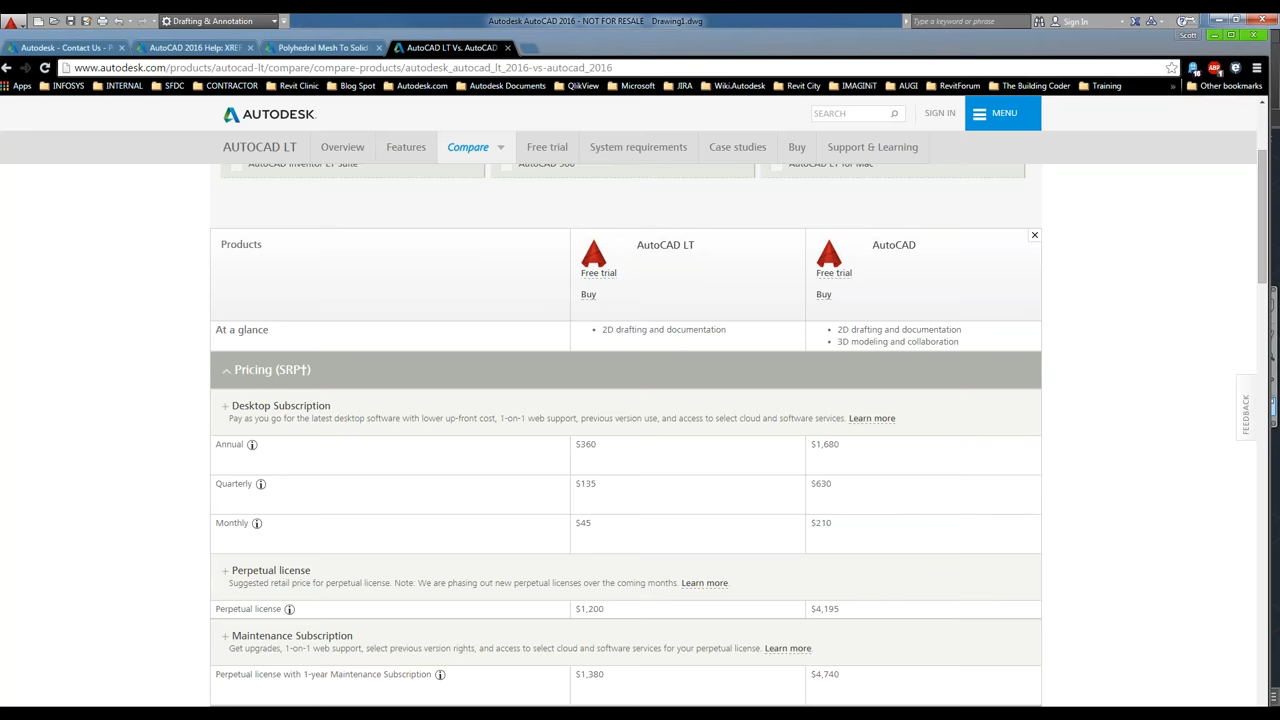 Drafting & Annotation
Autodesk AutoCAD 2016 - NOT FOR RESALE Drawing1.dwg
Type a keyword or phrase
Sign In
Autodesk - Contact Us - P
AutoCAD 2016 Help: XREF
Polyhedral Mesh To Solid
AutoCAD LT Vs. AutoCAD
Scott
www.autodesk.com/products/autocad-lt/compare/compare-products/autodesk_autocad_lt_2016-vs-autocad_2016
Apps
INFOSYS
INTERNAL
SFDC
CONTRACTOR
Revit Clinic
Blog Spot
Autodesk.com
Autodesk Documents
QlikView
Microsoft
JIRA
Wiki.Autodesk
Revit City
IMAGINiT
AUGI
RevitForum
The Building Coder
Training
»
Other bookmarks
AUTODESK.
SEARCH
SIGN IN
MENU
AUTOCAD LT
Overview
Features
Compare
Free trial
System requirements
Case studies
Buy
Support & Learning
AutoCAD Inventor LT Suite
AutoCAD 360
AutoCAD LT for Mac
Products
AutoCAD LT
AutoCAD
Free trial
Free trial
Buy
Buy
At a glance
• 2D drafting and documentation
• 2D drafting and documentation
• 3D modeling and collaboration
Pricing (SRP†)
+ Desktop Subscription
Pay as you go for the latest desktop software with lower up-front cost, 1-on-1 web support, previous version use, and access to select cloud and software services. Learn more
Annual
$360
$1,680
Quarterly
$135
$630
Monthly
$45
$210
+ Perpetual license
Suggested retail price for perpetual license. Note: We are phasing out new perpetual licenses over the coming months. Learn more.
Perpetual license
$1,200
$4,195
+ Maintenance Subscription
Get upgrades, 1-on-1 web support, select previous version rights, and access to select cloud and software services for your perpetual license. Learn more.
Perpetual license with 1-year Maintenance Subscription
$1,380
$4,740
FEEDBACK